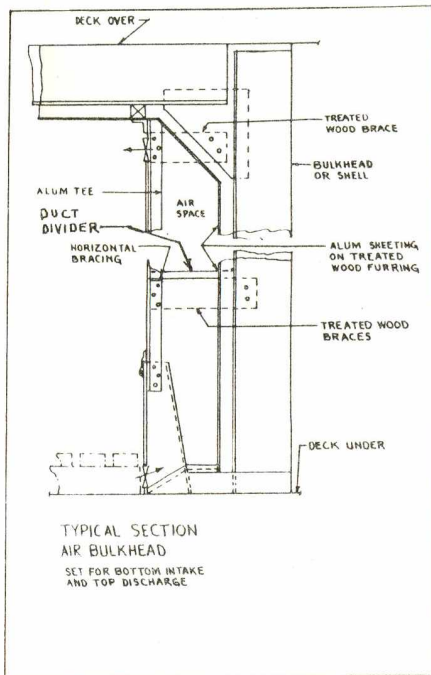 DECK OVER
TREATED
WOOD BRACE
BULKHEAD
OR SHELL
ALUM TEE
AIR
SPACE
DUCT
DIVIDER
HORIZONTAL
BRACING
ALUM SHEETING
ON TREATED
WOOD FURRING
TREATED WOOD
BRACES
DECK UNDER
TYPICAL SECTION
AIR BULKHEAD
SET FOR BOTTOM INTAKE
AND TOP DISCHARGE